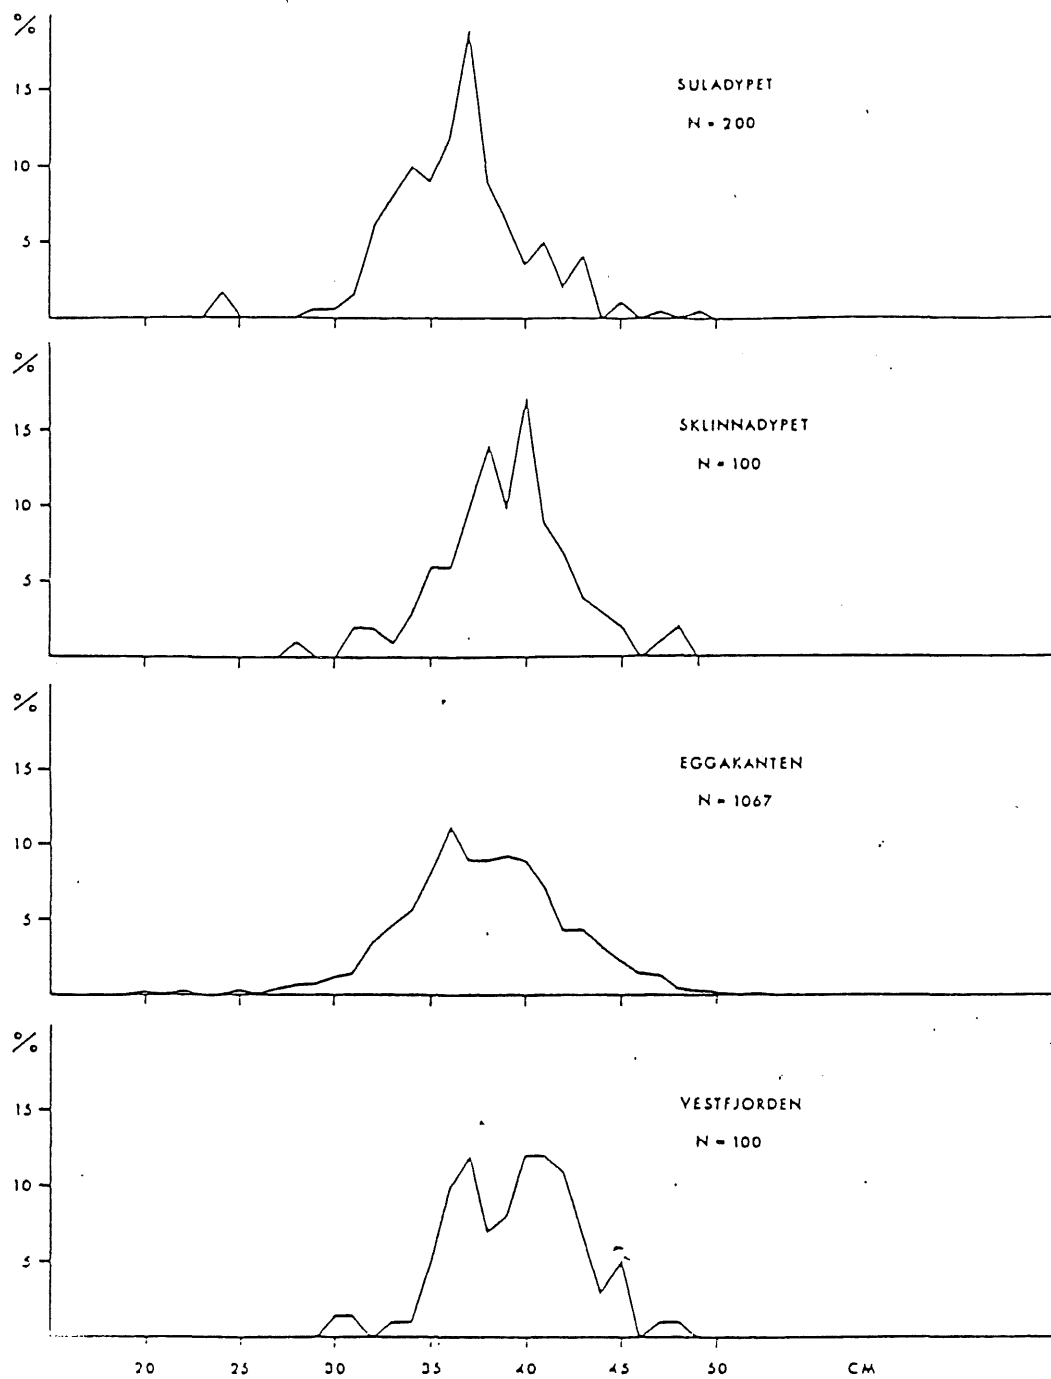 %
15
10
5
SULADYPET
N = 200
%
15
10
5
SKLINNADYPET
N = 100
%
15
10
5
EGGAKANTEN
N = 1067
%
15
10
5
VESTFJORDEN
N = 100
20 25 30 35 40 45 50 CM